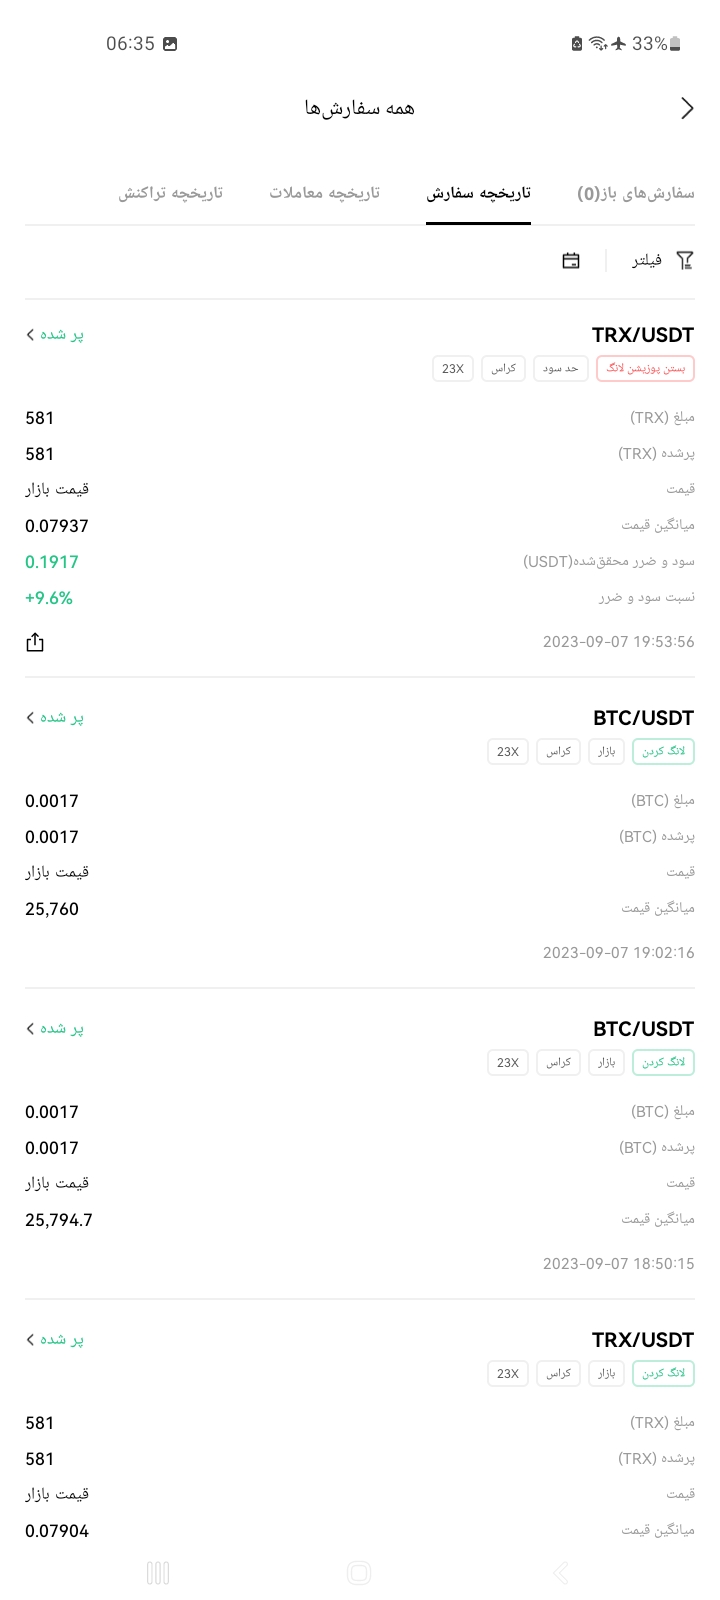 06:35
33%
همه سفارش‌ها
سفارش‌های باز(0) تاریخچه سفارش تاریخچه معاملات تاریخچه تراکنش
فیلتر
TRX/USDT پر شده
بستن پوزیشن لانگ حد سود کراس 23X
مبلغ (TRX) 581
پرشده (TRX) 581
قیمت قیمت بازار
میانگین قیمت 0.07937
سود و ضرر محقق‌شده(USDT) 0.1917
نسبت سود و ضرر +9.6%
2023-09-07 19:53:56
BTC/USDT پر شده
لانگ کردن بازار کراس 23X
مبلغ (BTC) 0.0017
پرشده (BTC) 0.0017
قیمت قیمت بازار
میانگین قیمت 25,760
2023-09-07 19:02:16
BTC/USDT پر شده
لانگ کردن بازار کراس 23X
مبلغ (BTC) 0.0017
پرشده (BTC) 0.0017
قیمت قیمت بازار
میانگین قیمت 25,794.7
2023-09-07 18:50:15
TRX/USDT پر شده
لانگ کردن بازار کراس 23X
مبلغ (TRX) 581
پرشده (TRX) 581
قیمت قیمت بازار
میانگین قیمت 0.07904